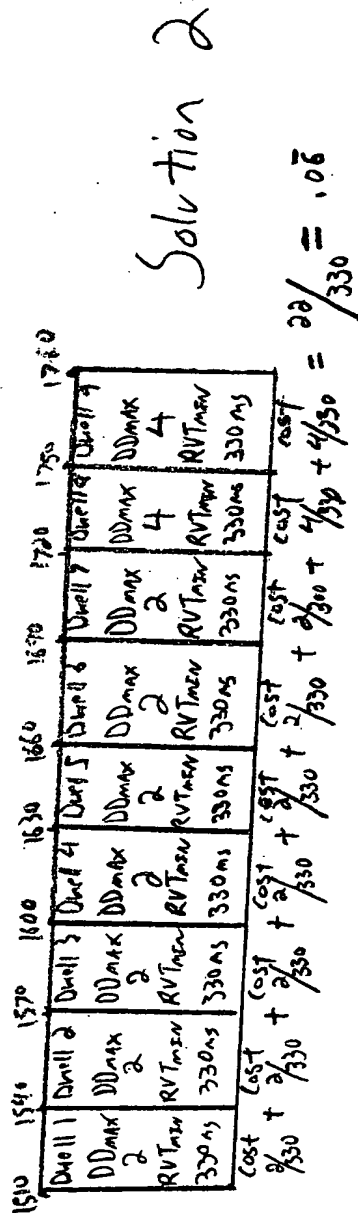 Solution 2
1510 1540 1570 1600 1630 1660 1690 1720 1750 1780
Dwell 1 Dwell 2 Dwell 3 Dwell 4 Dwell 5 Dwell 6 Dwell 7 Dwell 8 Dwell 9
DDMAX DDMAX DDMAX DDMAX DDMAX DDMAX DDMAX DDMAX DDMAX
2 2 2 2 2 2 2 4 4
RVTMIN RVTMIN RVTMIN RVTMIN RVTMIN RVTMIN RVTMIN RVTMIN RVTMIN
330ms 330ms 330ms 330ms 330ms 330ms 330ms 330ms 330ms
Cost Cost Cost Cost Cost Cost Cost Cost Cost
2/330 + 2/330 + 2/330 + 2/330 + 2/330 + 2/330 + 2/300 + 4/330 + 4/330 = 22/330 = .06̅